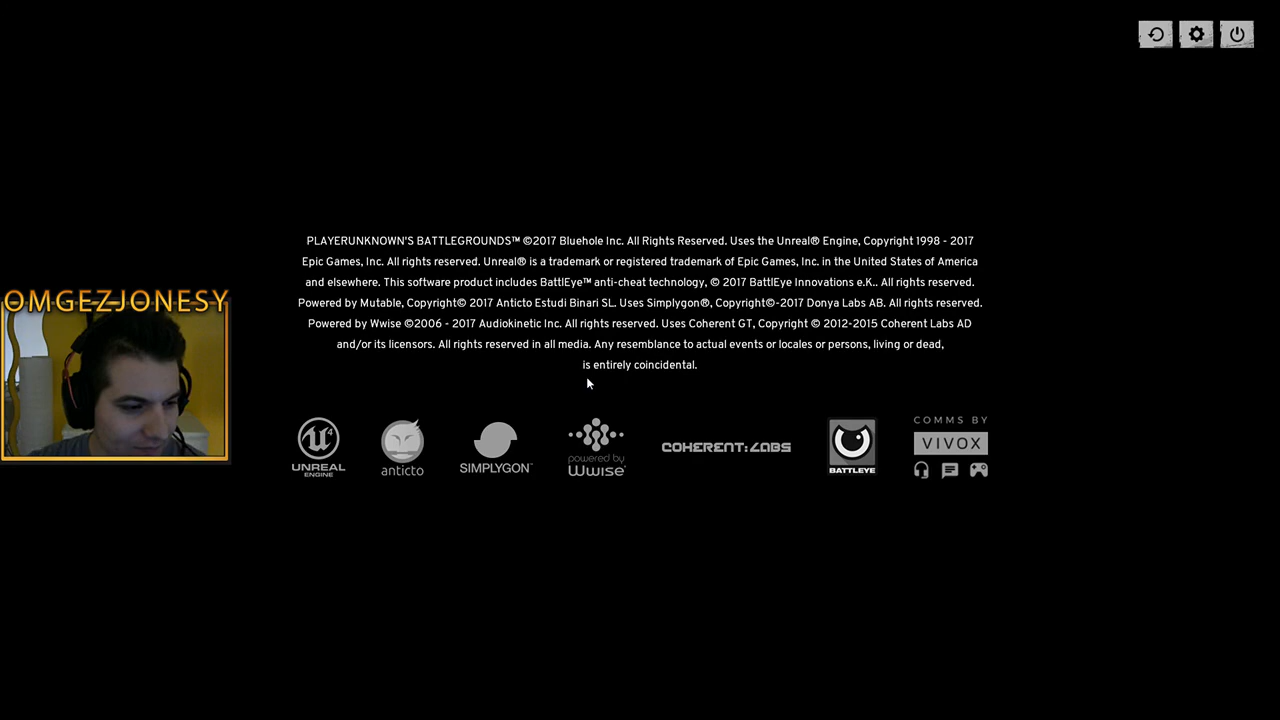 PLAYERUNKNOWN'S BATTLEGROUNDS™ ©2017 Bluehole Inc. All Rights Reserved. Uses the Unreal® Engine, Copyright 1998 - 2017
Epic Games, Inc. All rights reserved. Unreal® is a trademark or registered trademark of Epic Games, Inc. in the United States of America
and elsewhere. This software product includes BattlEye™ anti-cheat technology, © 2017 BattlEye Innovations e.K.. All rights reserved.
Powered by Mutable, Copyright© 2017 Anticto Estudi Binari SL. Uses Simplygon®, Copyright©-2017 Donya Labs AB. All rights reserved.
Powered by Wwise ©2006 - 2017 Audiokinetic Inc. All rights reserved. Uses Coherent GT, Copyright © 2012-2015 Coherent Labs AD
and/or its licensors. All rights reserved in all media. Any resemblance to actual events or locales or persons, living or dead,
is entirely coincidental.
OMGEZJONESY
UNREAL
ENGINE
anticto
SIMPLYGON™
powered by
Wwise®
COHERENT:LABS
BATTLEYE
COMMS BY
VIVOX